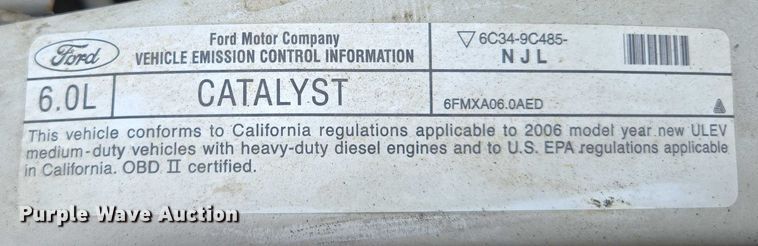 Ford
Ford Motor Company
VEHICLE EMISSION CONTROL INFORMATION
6C34-9C485-
NJL
6.0L
CATALYST
6FMXA06.0AED
This vehicle conforms to California regulations applicable to 2006 model year new ULEV
medium-duty vehicles with heavy-duty diesel engines and to U.S. EPA regulations applicable
in California. OBD II certified.
Purple Wave Auction